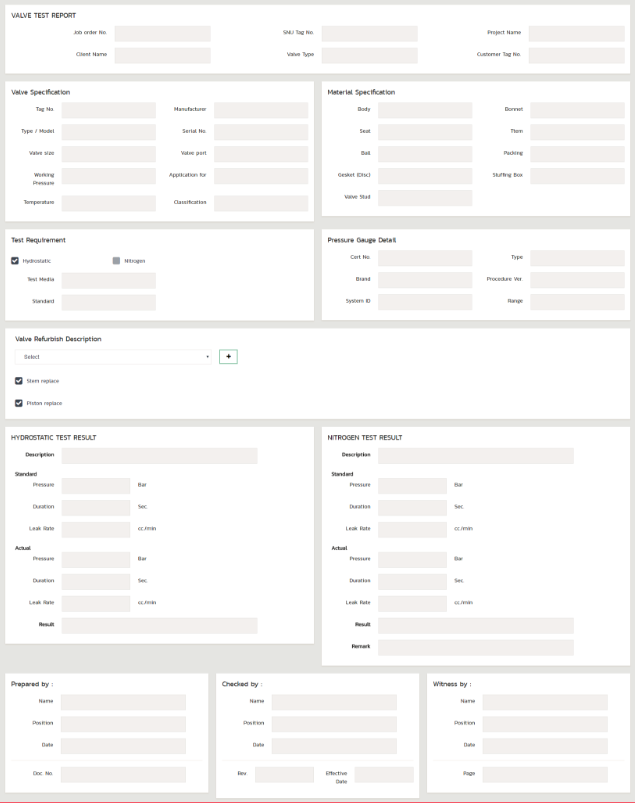 VALVE TEST REPORT
Job order No. SNU Tag No. Project Name
Client Name Valve Type Customer Tag No.
Valve Specification
Tag No. Manufacturer
Type / Model Serial No.
Valve size Valve port
Working Pressure Application for
Temperature Classification
Material Specification
Body Bonnet
Seat
Ball Packing
Gesket (Disc) Stuffing Box
Valve Stud
Test Requirement
Hydrostatic Nitrogen
Test Media
Standard
Pressure Gauge Detail
Cert No. Type
Brand Procedure Ver.
System ID Range
Valve Refurbish Description
Select +
Stem replace
Piston replace
HYDROSTATIC TEST RESULT
Description
Standard
Pressure Bar
Duration Sec.
Leak Rate cc./min
Actual
Pressure Bar
Duration Sec.
Leak Rate cc./min
Result
NITROGEN TEST RESULT
Description
Standard
Pressure Bar
Duration Sec.
Leak Rate cc./min
Actual
Pressure Bar
Duration Sec.
Leak Rate cc./min
Result
Remark
Prepared by :
Name
Position
Date
Doc No.
Checked by :
Name
Position
Date
Rev Effective Date
Witness by :
Name
Position
Date
Page